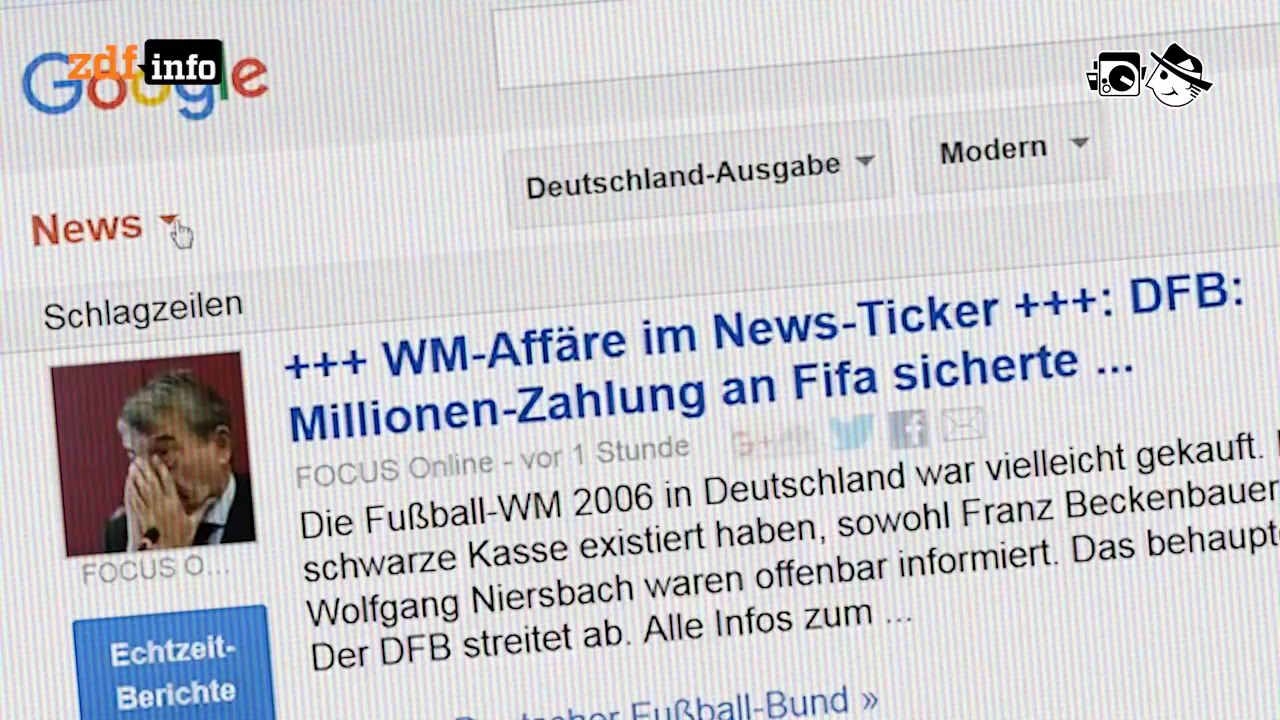 Google
zdf info
Deutschland-Ausgabe
Modern
News
Schlagzeilen
+++ WM-Affäre im News-Ticker +++: DFB:
Millionen-Zahlung an Fifa sicherte ...
FOCUS Online - vor 1 Stunde
Die Fußball-WM 2006 in Deutschland war vielleicht gekauft.
schwarze Kasse existiert haben, sowohl Franz Beckenbauer
Wolfgang Niersbach waren offenbar informiert. Das behaupt
Der DFB streitet ab. Alle Infos zum ...
FOCUS O...
Echtzeit-
Berichte
Deutscher Fußball-Bund »